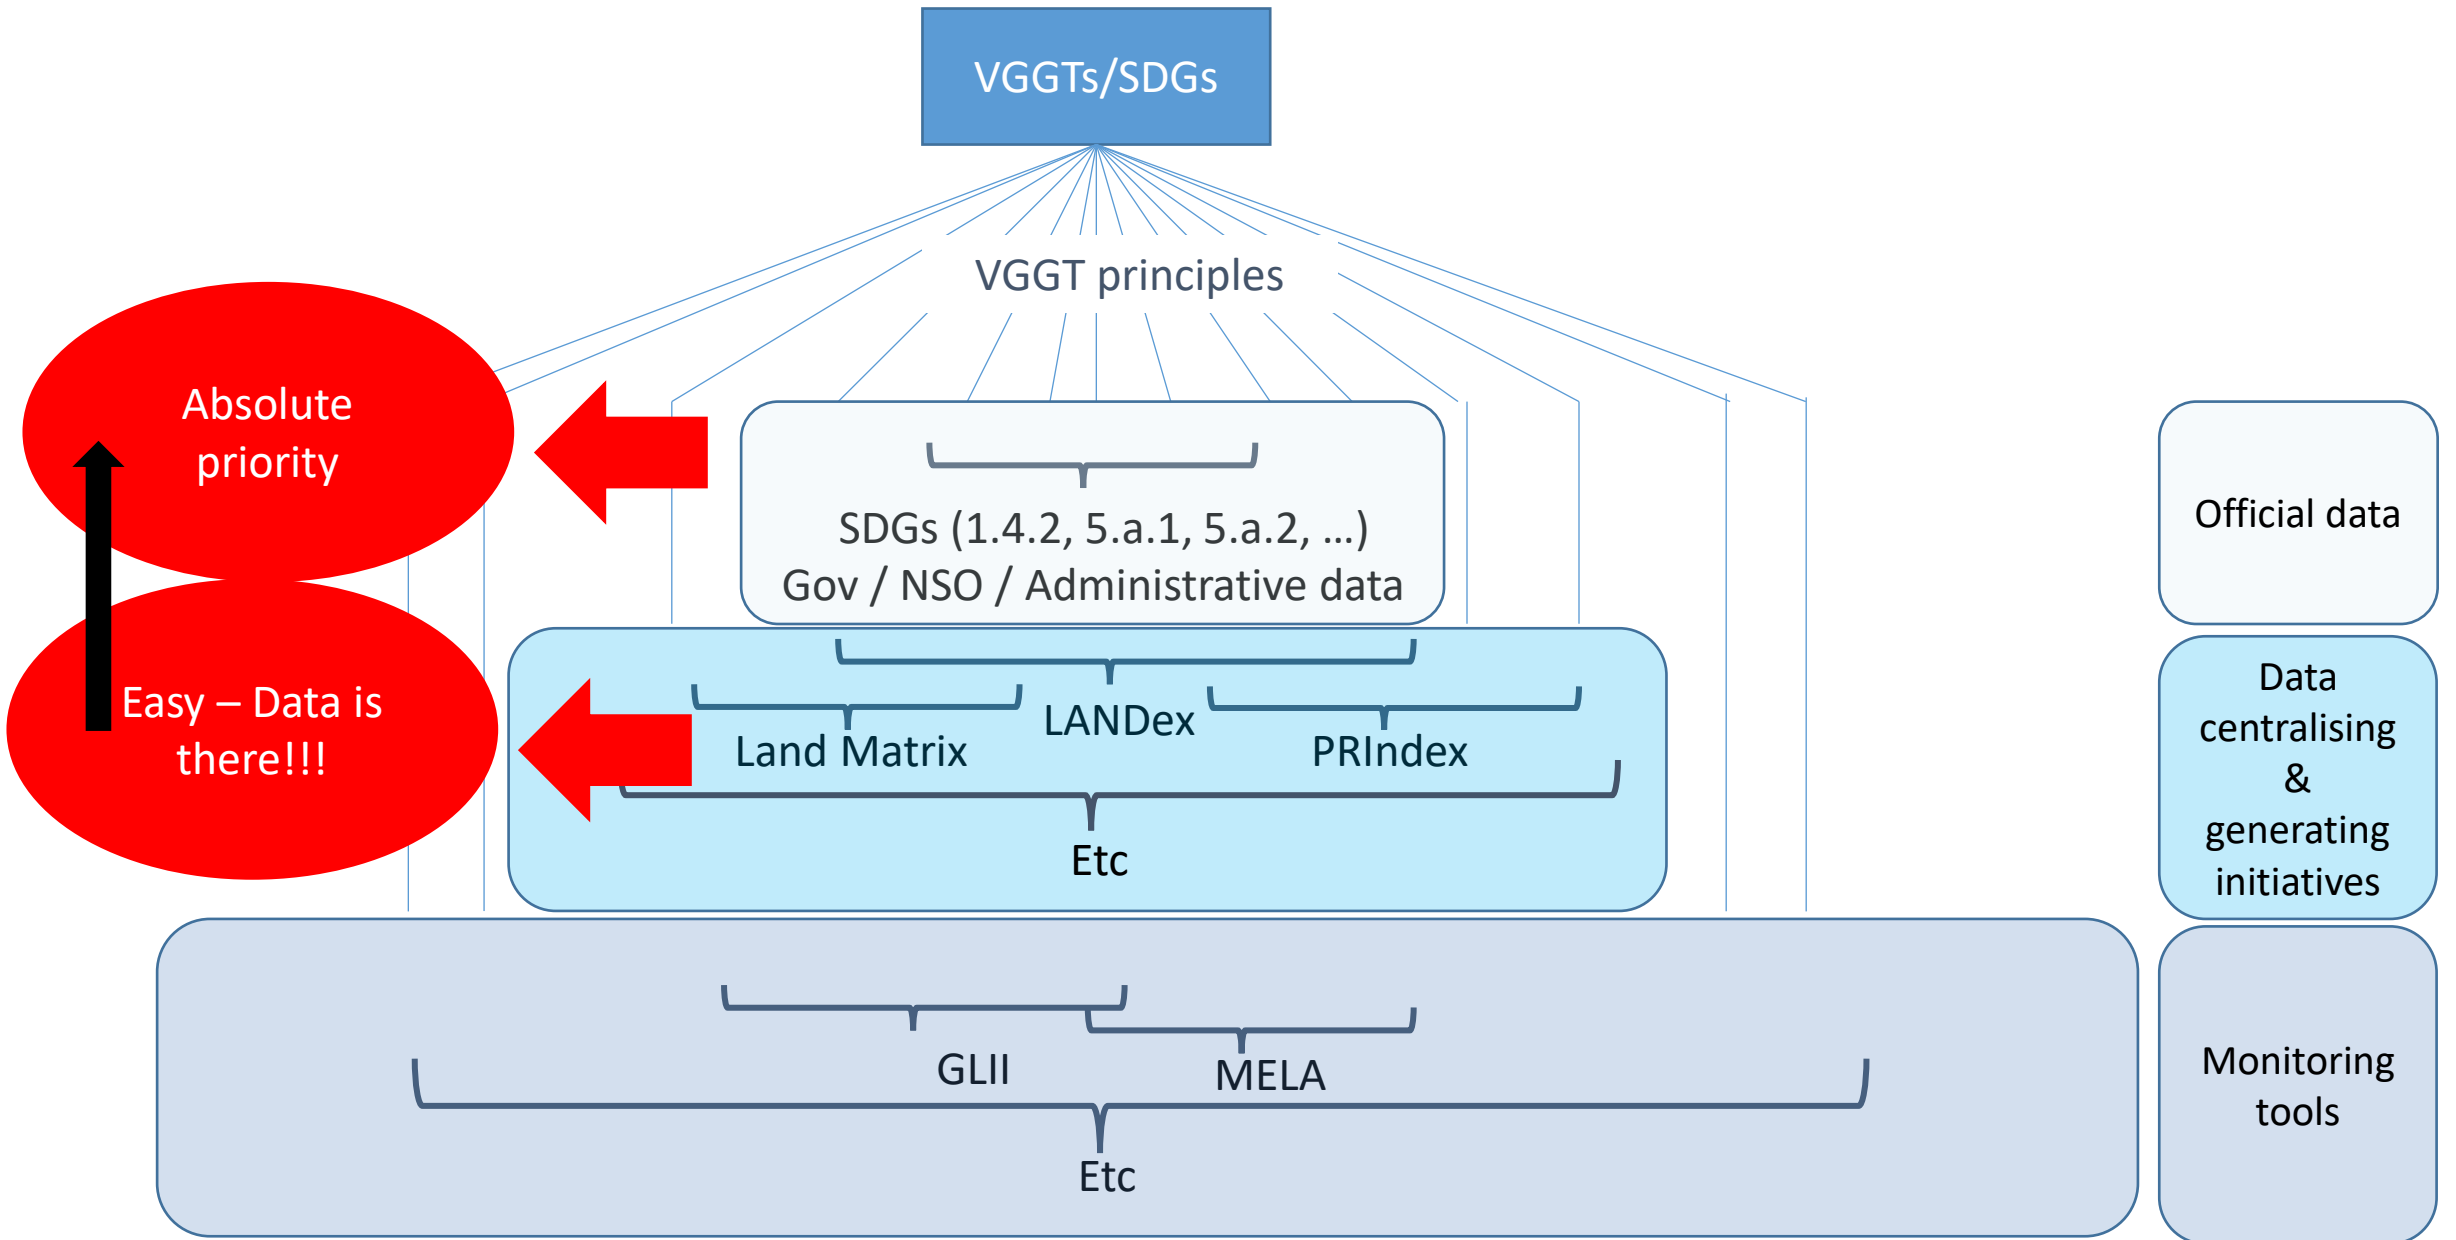 VGGTs/SDGs
VGGT principles
Absolute
priority
SDGs (1.4.2, 5.a.1, 5.a.2, ...)
Gov / NSO / Administrative data
Official data
Easy – Data is
there!!!
LANDex
Land Matrix
PRIndex
Etc
Data
centralising
&
generating
initiatives
GLII
MELA
Etc
Monitoring
tools